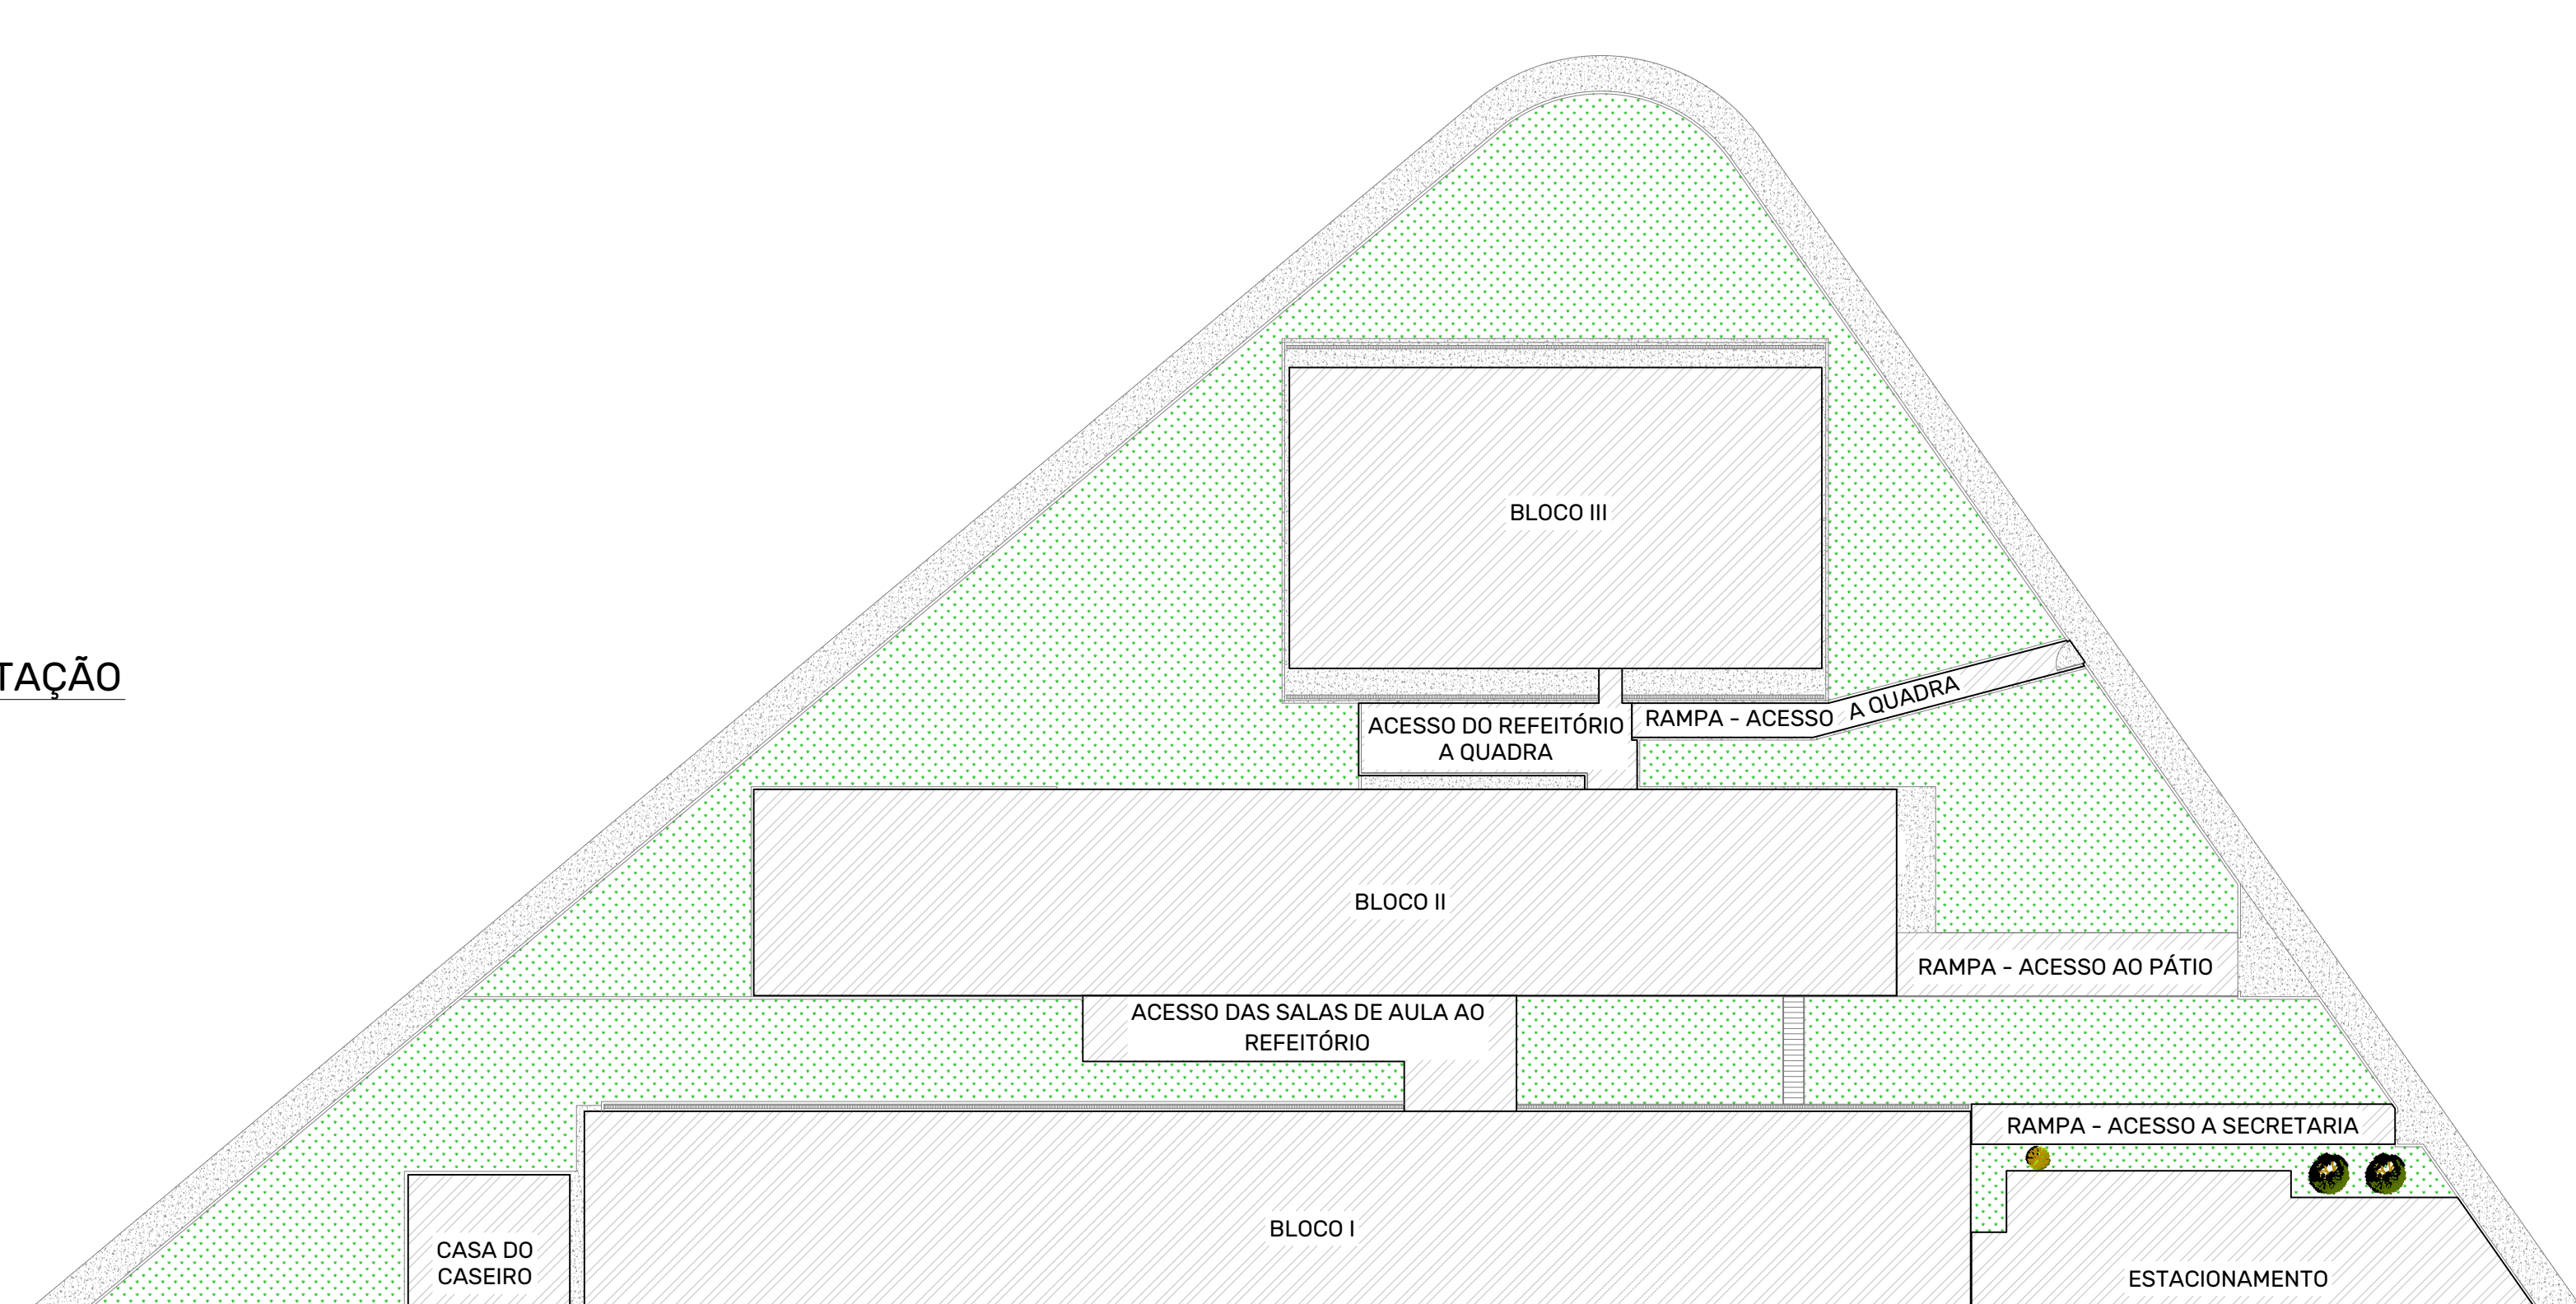 BLOCO III
TAÇÃO
RAMPA - ACESSO A QUADRA
ACESSO DO REFEITÓRIO
A QUADRA
BLOCO II
RAMPA - ACESSO AO PÁTIO
ACESSO DAS SALAS DE AULA AO
REFEITÓRIO
RAMPA - ACESSO A SECRETARIA
BLOCO I
CASA DO
CASEIRO
ESTACIONAMENTO